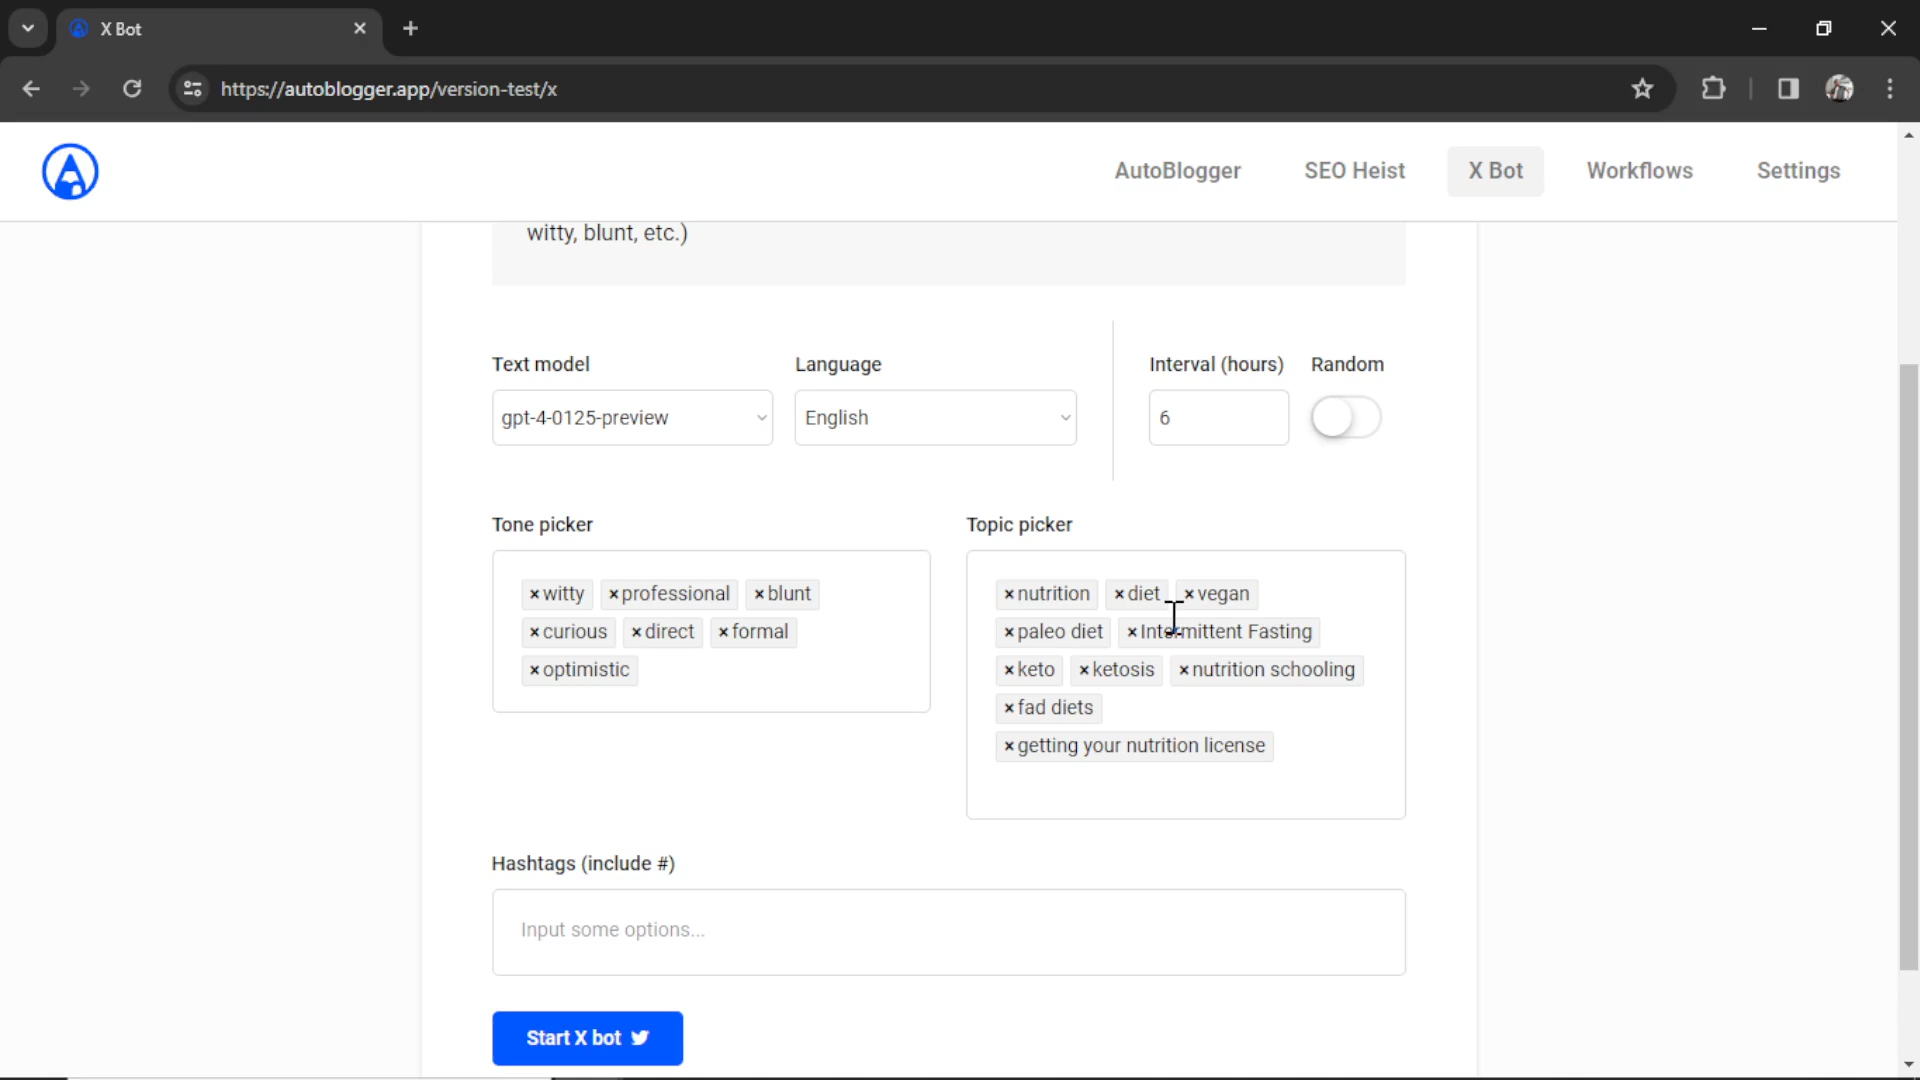 X Bot
https://autoblogger.app/version-test/x
AutoBlogger SEO Heist X Bot Workflows Settings
witty, blunt, etc.)
Text model Language Interval (hours) Random
gpt-4-0125-preview English 6
Tone picker Topic picker
×witty ×professional ×blunt
×curious ×direct ×formal
×optimistic
×nutrition ×diet ×vegan
×paleo diet ×Intermittent Fasting
×keto ×ketosis ×nutrition schooling
×fad diets
×getting your nutrition license
Hashtags (include #)
Input some options...
Start X bot